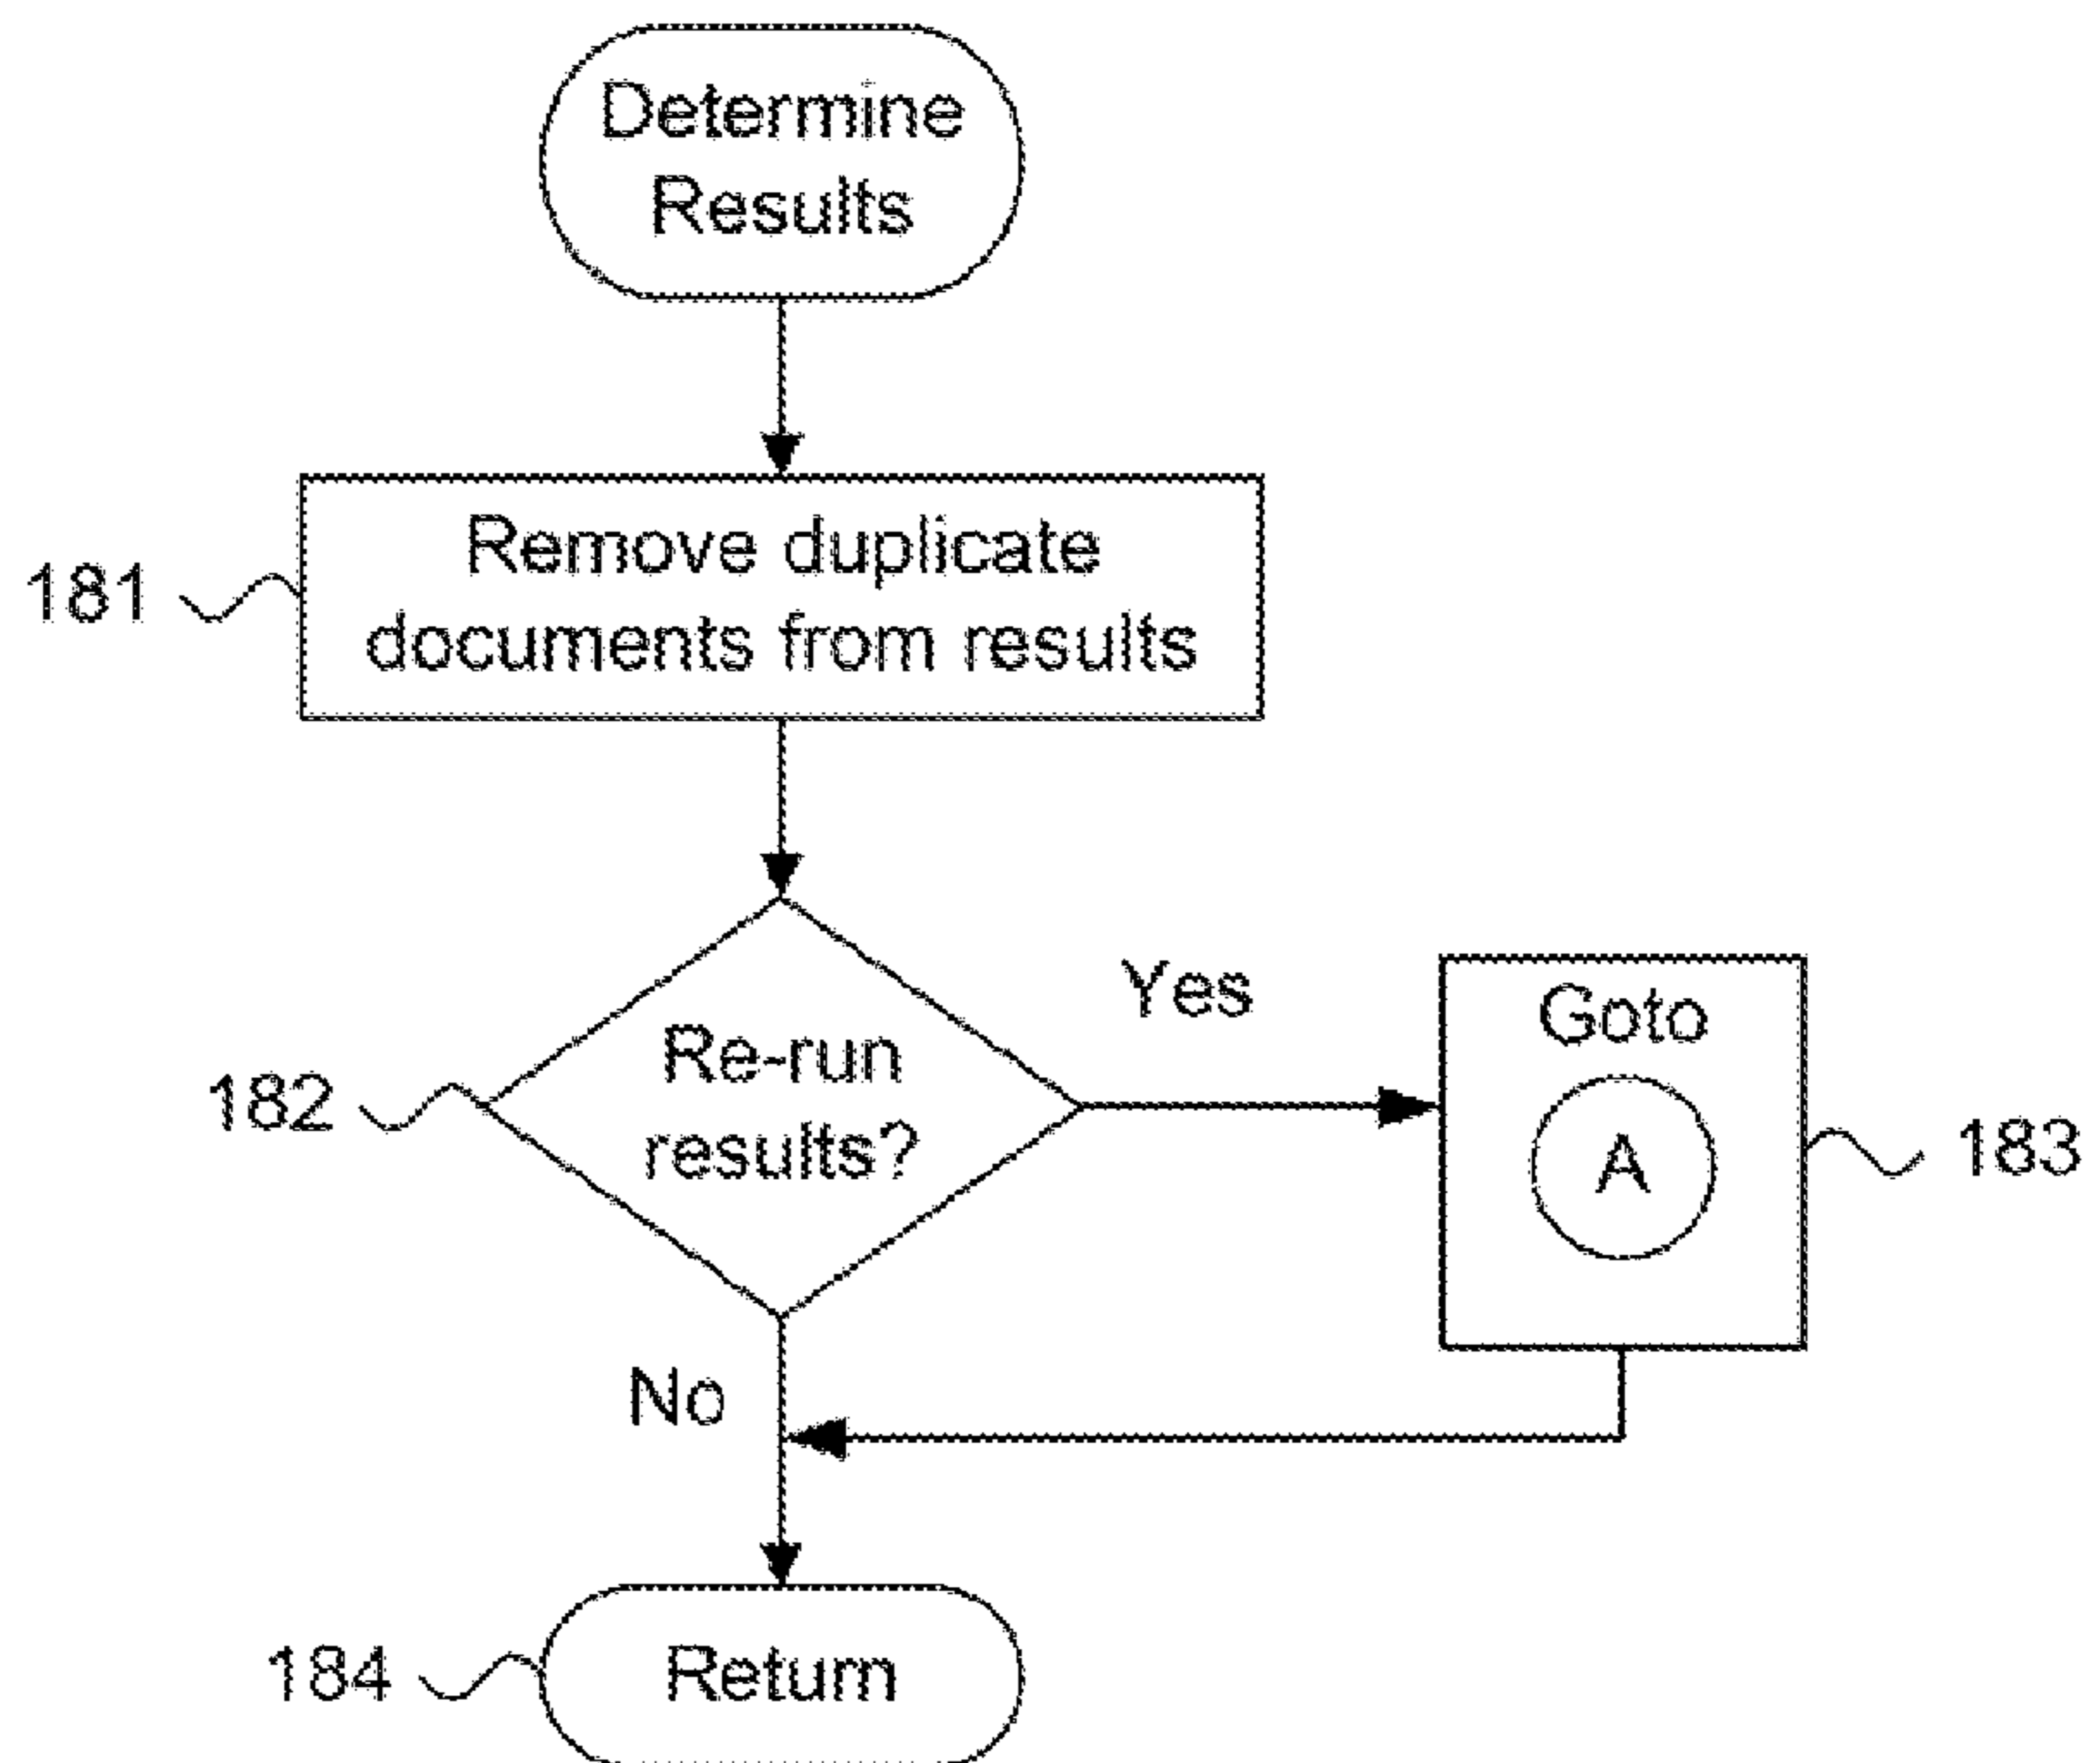 Determine
Results
Remove duplicate
documents from results
181
Yes
Goto
Re-run
results?
182
A
183
No
184
Return